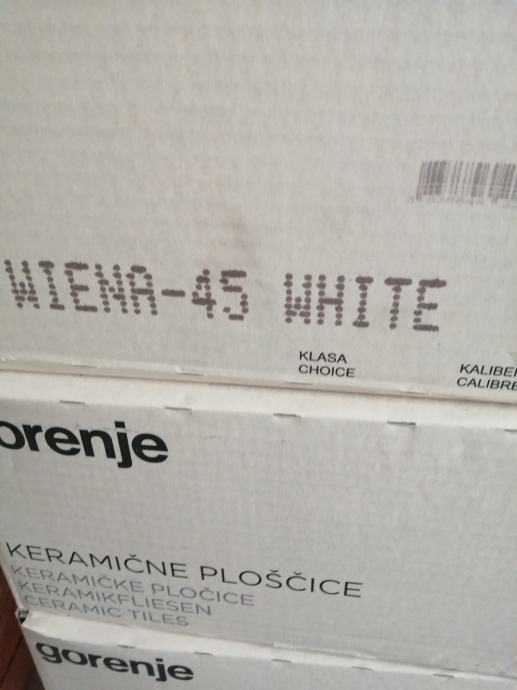 WIENA-45 WHITE
KLASA
CHOICE
KALIBE
CALIBRE
orenje
KERAMIČNE PLOŠČICE
KERAMIČKE PLOČICE
KERAMIKFLIESEN
CERAMIC TILES
gorenje